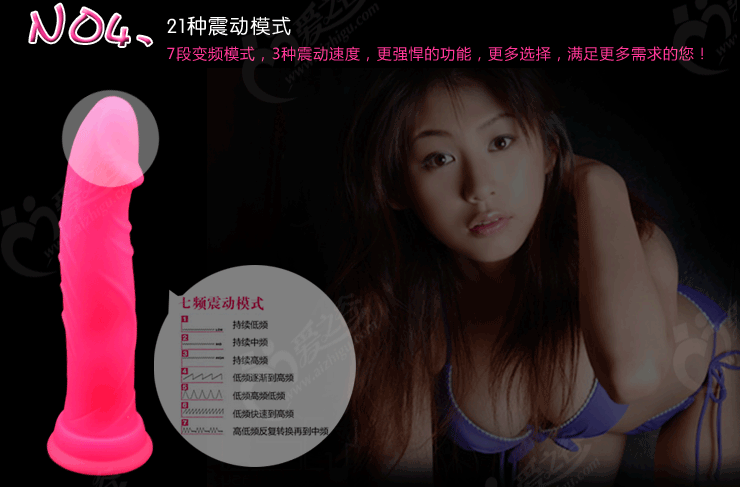 NO4、
21种震动模式
7段变频模式，3种震动速度，更强悍的功能，更多选择，满足更多需求的您！
七频震动模式
1 持续低频
2 持续中频
3 持续高频
4 低频逐渐到高频
5 低频高频低频
6 低频快速到高频
7 高低频反复转换再到中频